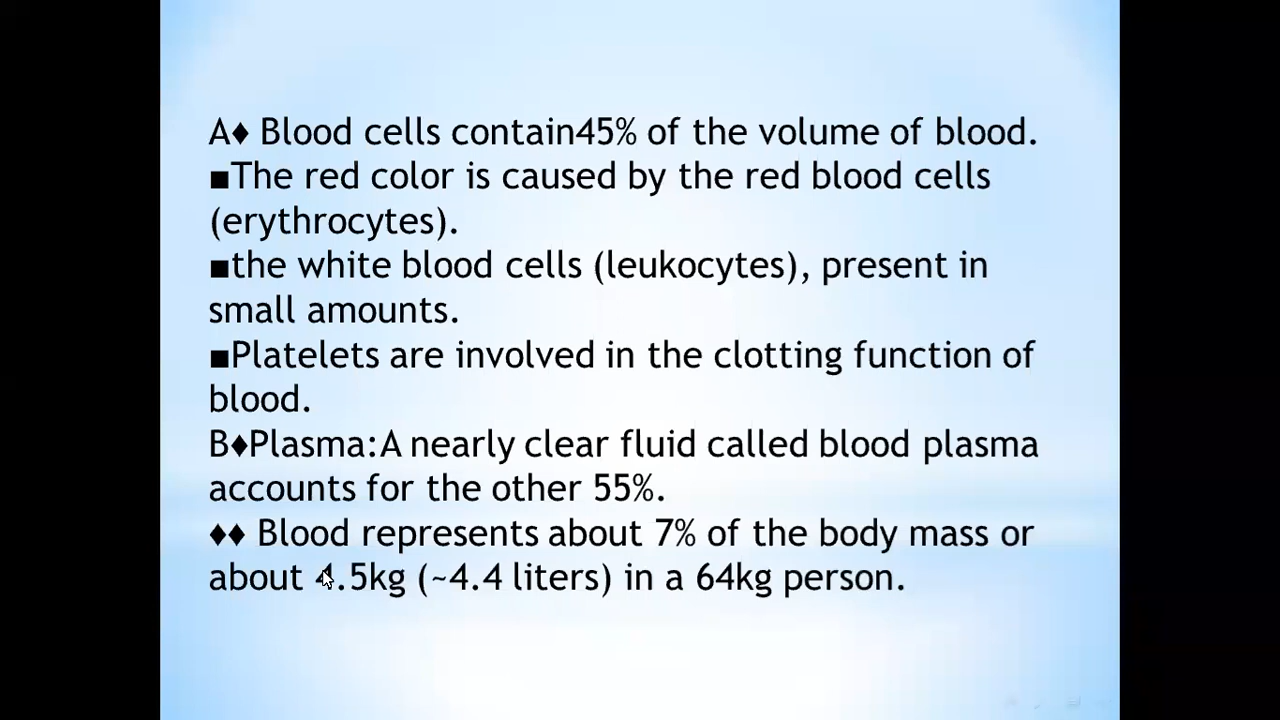 A♦ Blood cells contain45% of the volume of blood.
■The red color is caused by the red blood cells
(erythrocytes).
■the white blood cells (leukocytes), present in
small amounts.
■Platelets are involved in the clotting function of
blood.
B♦Plasma:A nearly clear fluid called blood plasma
accounts for the other 55%.
♦♦ Blood represents about 7% of the body mass or
about 4.5kg (~4.4 liters) in a 64kg person.